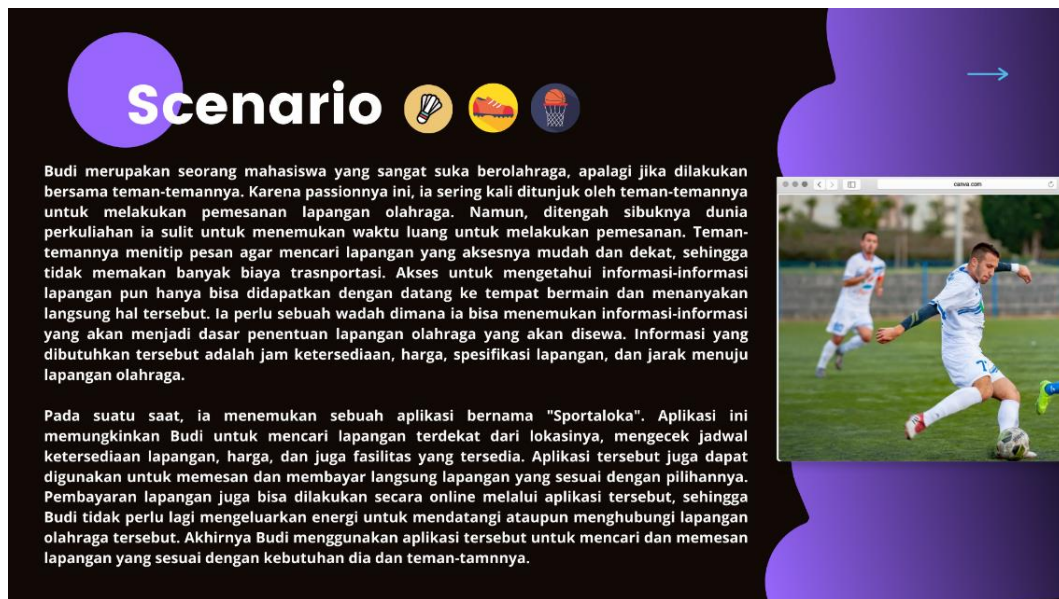 Scenario
Budi merupakan seorang mahasiswa yang sangat suka berolahraga, apalagi jika dilakukan
bersama teman-temannya. Karena passionnya ini, ia sering kali ditunjuk oleh teman-temannya
untuk melakukan pemesanan lapangan olahraga. Namun, ditengah sibuknya dunia
perkuliahan ia sulit untuk menemukan waktu luang untuk melakukan pemesanan. Teman-
temannya menitip pesan agar mencari lapangan yang aksesnya mudah dan dekat, sehingga
tidak memakan banyak biaya trasnportasi. Akses untuk mengetahui informasi-informasi
lapangan pun hanya bisa didapatkan dengan datang ke tempat bermain dan menanyakan
langsung hal tersebut. Ia perlu sebuah wadah dimana ia bisa menemukan informasi-informasi
yang akan menjadi dasar penentuan lapangan olahraga yang akan disewa. Informasi yang
dibutuhkan tersebut adalah jam ketersediaan, harga, spesifikasi lapangan, dan jarak menuju
lapangan olahraga.
Pada suatu saat, ia menemukan sebuah aplikasi bernama "Sportaloka". Aplikasi ini
memungkinkan Budi untuk mencari lapangan terdekat dari lokasinya, mengecek jadwal
ketersediaan lapangan, harga, dan juga fasilitas yang tersedia. Aplikasi tersebut juga dapat
digunakan untuk memesan dan membayar langsung lapangan yang sesuai dengan pilihannya.
Pembayaran lapangan juga bisa dilakukan secara online melalui aplikasi tersebut, sehingga
Budi tidak perlu lagi mengeluarkan energi untuk mendatangi ataupun menghubungi lapangan
olahraga tersebut. Akhirnya Budi menggunakan aplikasi tersebut untuk mencari dan memesan
lapangan yang sesuai dengan kebutuhan dia dan teman-tamnnya.
canva.com